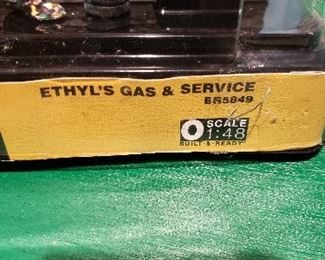 ETHYL'S GAS & SERVICE
BR5849
O SCALE
1:48
BUILT-&-READY